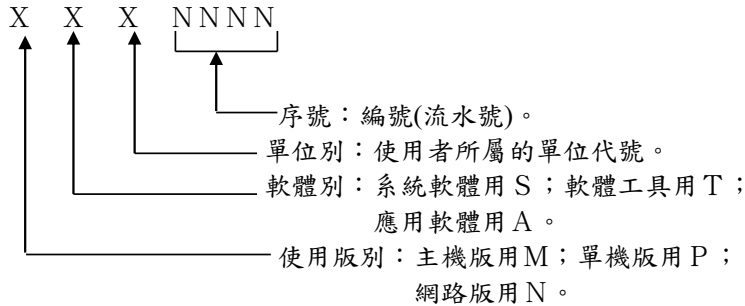 X X X NNNN
序號：編號(流水號)。
單位別：使用者所屬的單位代號。
軟體別：系統軟體用S；軟體工具用T；
應用軟體用A。
使用版別：主機版用M；單機版用P；
網路版用N。